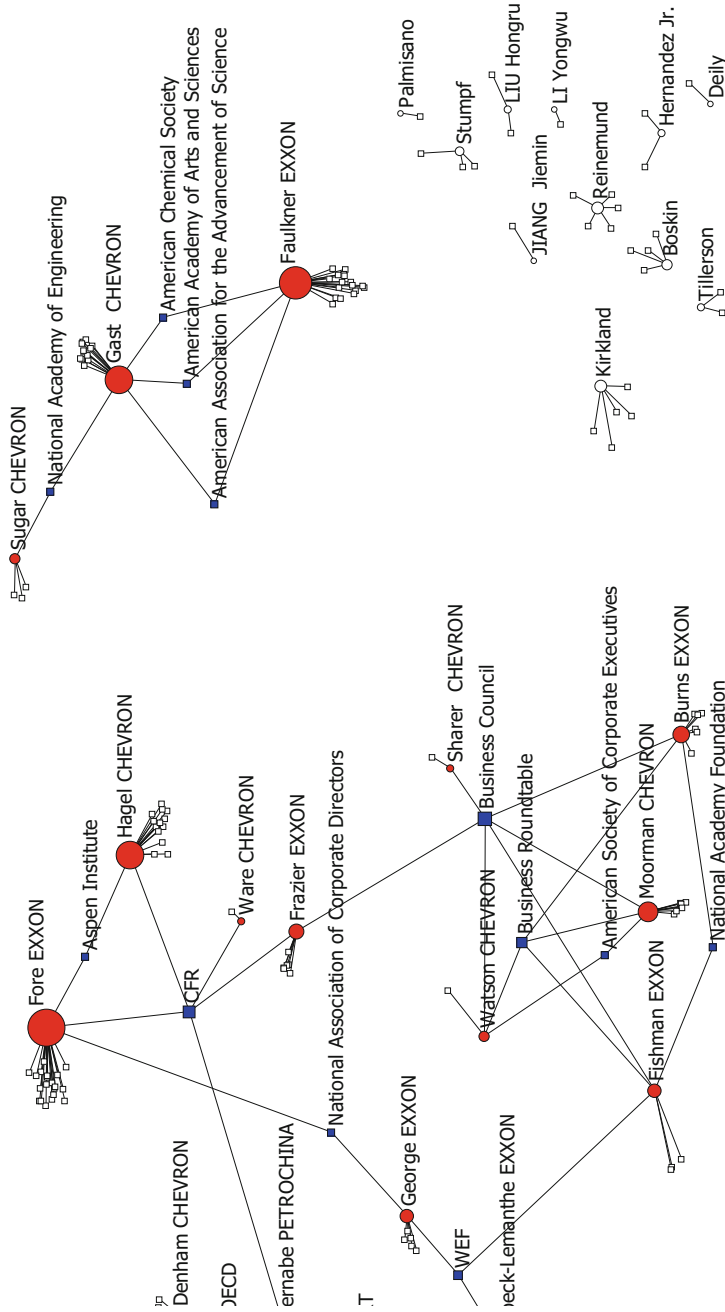 Sugar CHEVRON
National Academy of Engineering
Gast CHEVRON
American Chemical Society
American Academy of Arts and Sciences
American Association for the Advancement of Science
Faulkner EXXON
Palmisano
Stumpf
LIU Hongru
LI Yongwu
JIANG Jiemin
Reinemund
Hernandez Jr.
Deily
Boskin
Tillerson
Kirkland
Fore EXXON
Aspen Institute
Hagel CHEVRON
CFR
Ware CHEVRON
Frazier EXXON
National Association of Corporate Directors
Sharer CHEVRON
Business Council
Watson CHEVRON
Business Roundtable
American Society of Corporate Executives
Moorman CHEVRON
Burns EXXON
National Academy Foundation
Fishman EXXON
George EXXON
WEF
Denham CHEVRON
OECD
ernabe PETROCHINA
eck-Lemanthe EXXON